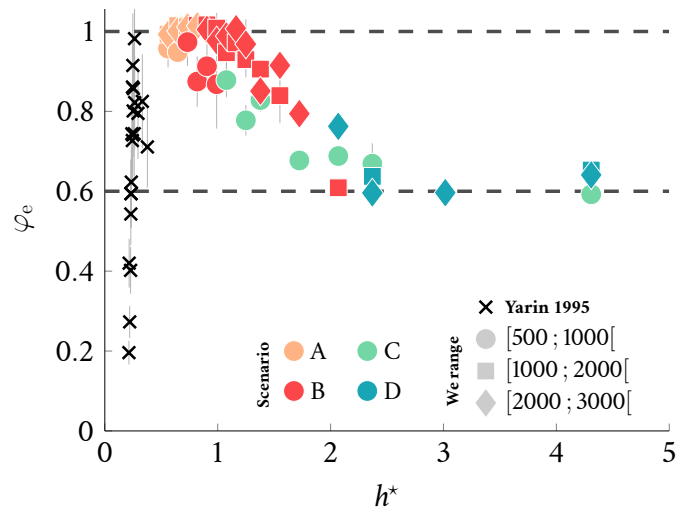 1
0.8
0.6
0.4
0.2
0
φe
0 1 2 3 4 5
h⋆
Scenario
A
C
B
D
We range
Yarin 1995
[500 ; 1000[
[1000 ; 2000[
[2000 ; 3000[